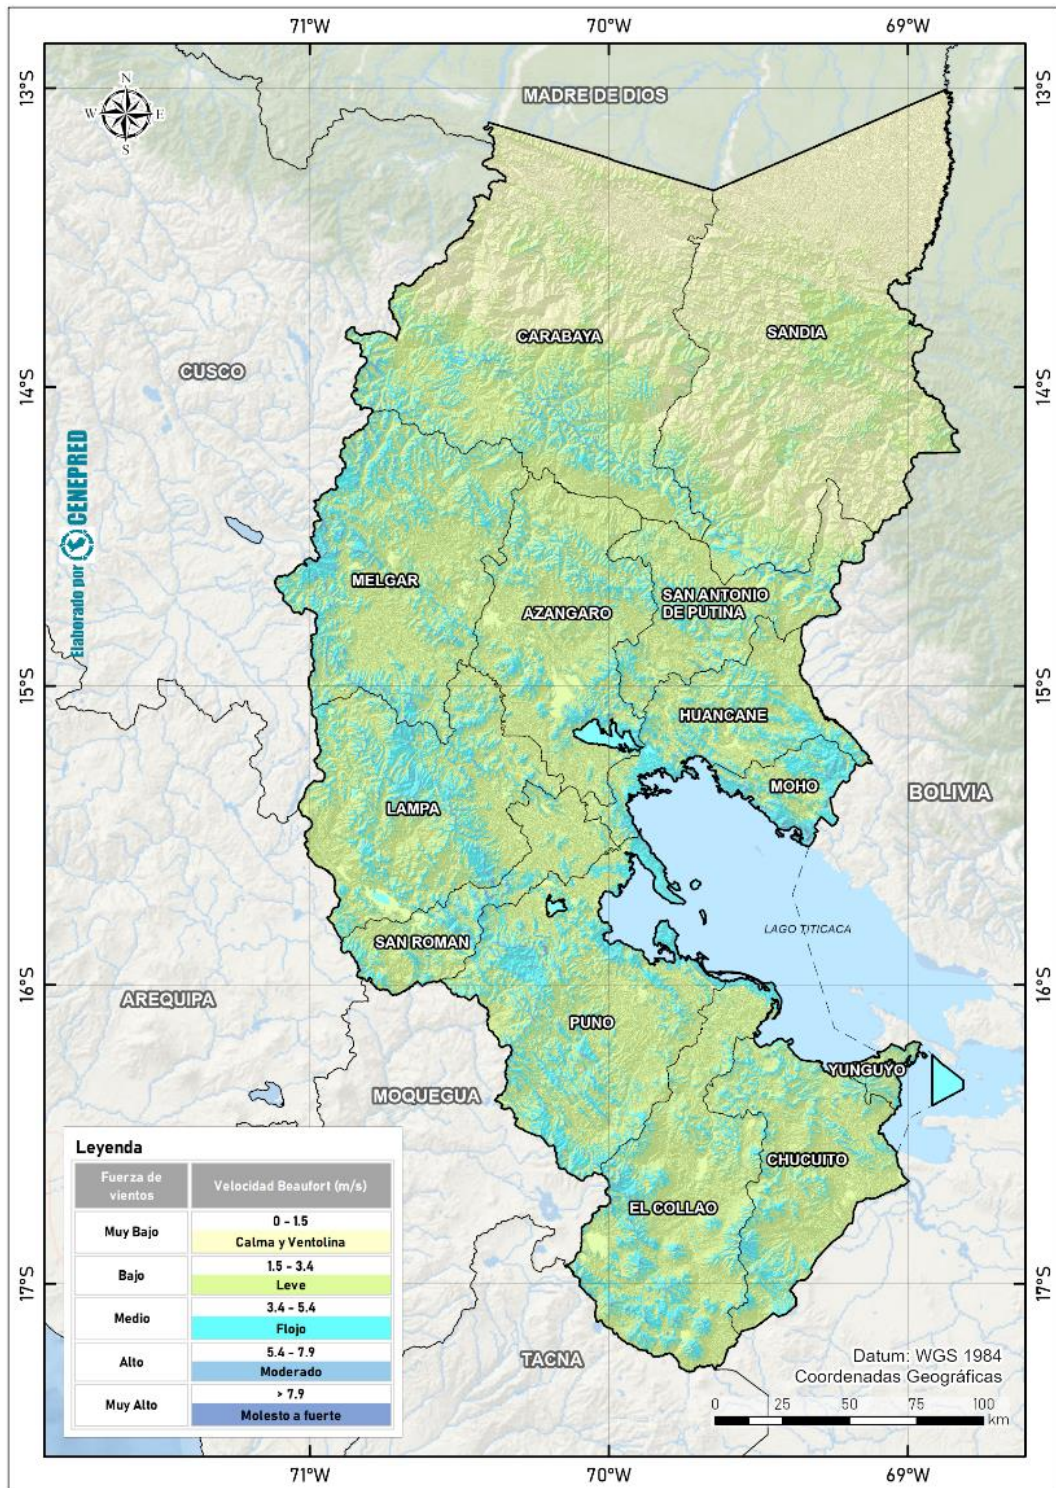 71°W 70°W 69°W
13°S 13°S
N
W E
S
MADRE DE DIOS
CARABAYA
SANDIA
CUSCO
14°S 14°S
Elaborado por CENEPRED
MELGAR
SAN ANTONIO
DE PUTINA
AZANGARO
15°S 15°S
HUANCANE
MOHO
BOLIVIA
LAMPA
LAGO TITICACA
SAN ROMAN
16°S 16°S
AREQUIPA
PUNO
YUNGUYO
MOQUEGUA
CHUCUITO
EL COLLAO
17°S 17°S
TACNA
Leyenda
Fuerza de
vientos
Velocidad Beaufort (m/s)
Muy Bajo
0 - 1.5
Calma y Ventolina
Bajo
1.5 - 3.4
Leve
Medio
3.4 - 5.4
Flojo
Alto
5.4 - 7.9
Moderado
Muy Alto
> 7.9
Molesto a fuerte
Datum: WGS 1984
Coordenadas Geográficas
0 12.5 25 50 75 100
km
71°W 70°W 69°W